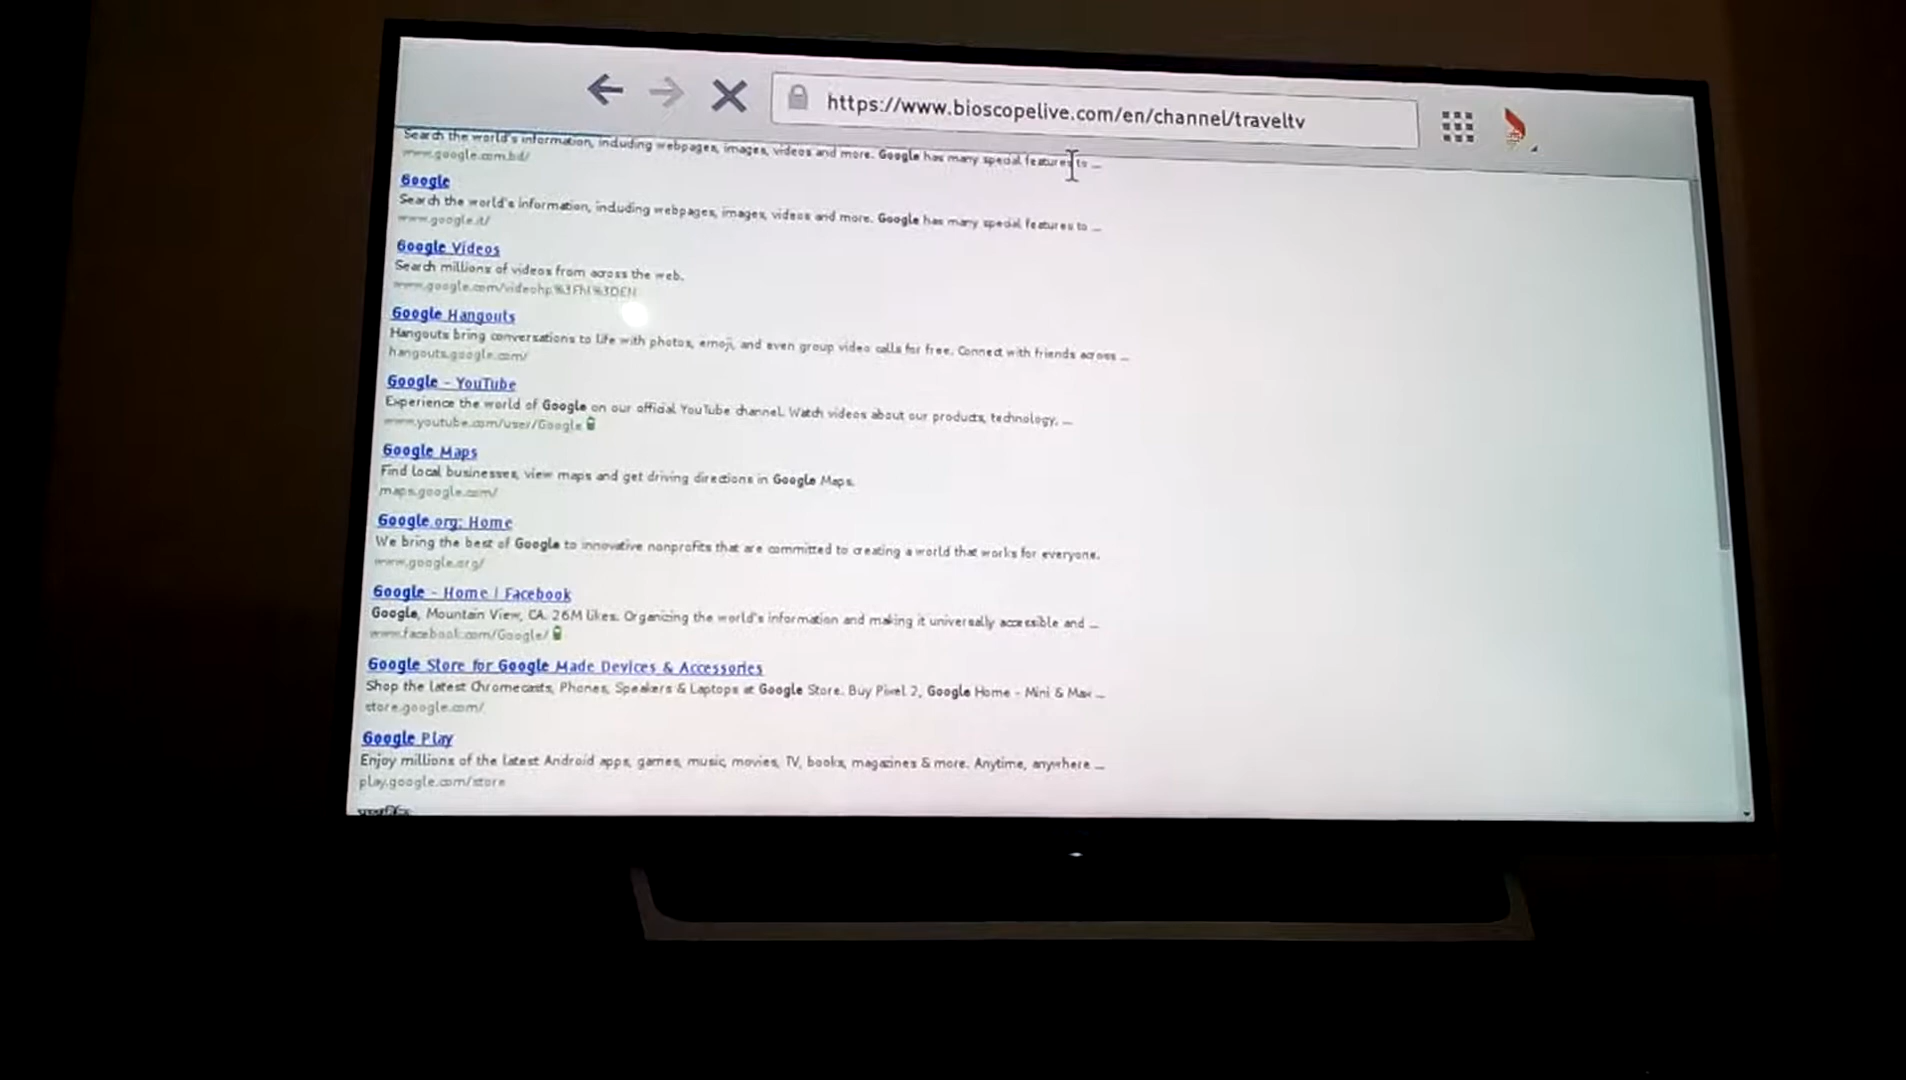 https://www.bioscopelive.com/en/channel/traveltv
Search the world's information, including webpages, images, videos and more. Google has many special features to ...
www.google.com.bd/
Google
Search the world's information, including webpages, images, videos and more. Google has many special features to ...
www.google.it/
Google Videos
Search millions of videos from across the web.
www.google.com/videohp%3Fhl%3DEN
Google Hangouts
Hangouts bring conversations to life with photos, emoji, and even group video calls for free. Connect with friends across ...
hangouts.google.com/
Google - YouTube
Experience the world of Google on our official YouTube channel. Watch videos about our products, technology, ...
www.youtube.com/user/Google
Google Maps
Find local businesses, view maps and get driving directions in Google Maps.
maps.google.com/
Google.org: Home
We bring the best of Google to innovative nonprofits that are committed to creating a world that works for everyone.
www.google.org/
Google - Home | Facebook
Google, Mountain View, CA. 26M likes. Organizing the world's information and making it universally accessible and ...
www.facebook.com/Google/
Google Store for Google Made Devices & Accessories
Shop the latest Chromecasts, Phones, Speakers & Laptops at Google Store. Buy Pixel 2, Google Home - Mini & Max ...
store.google.com/
Google Play
Enjoy millions of the latest Android apps, games, music, movies, TV, books, magazines & more. Anytime, anywhere ...
play.google.com/store